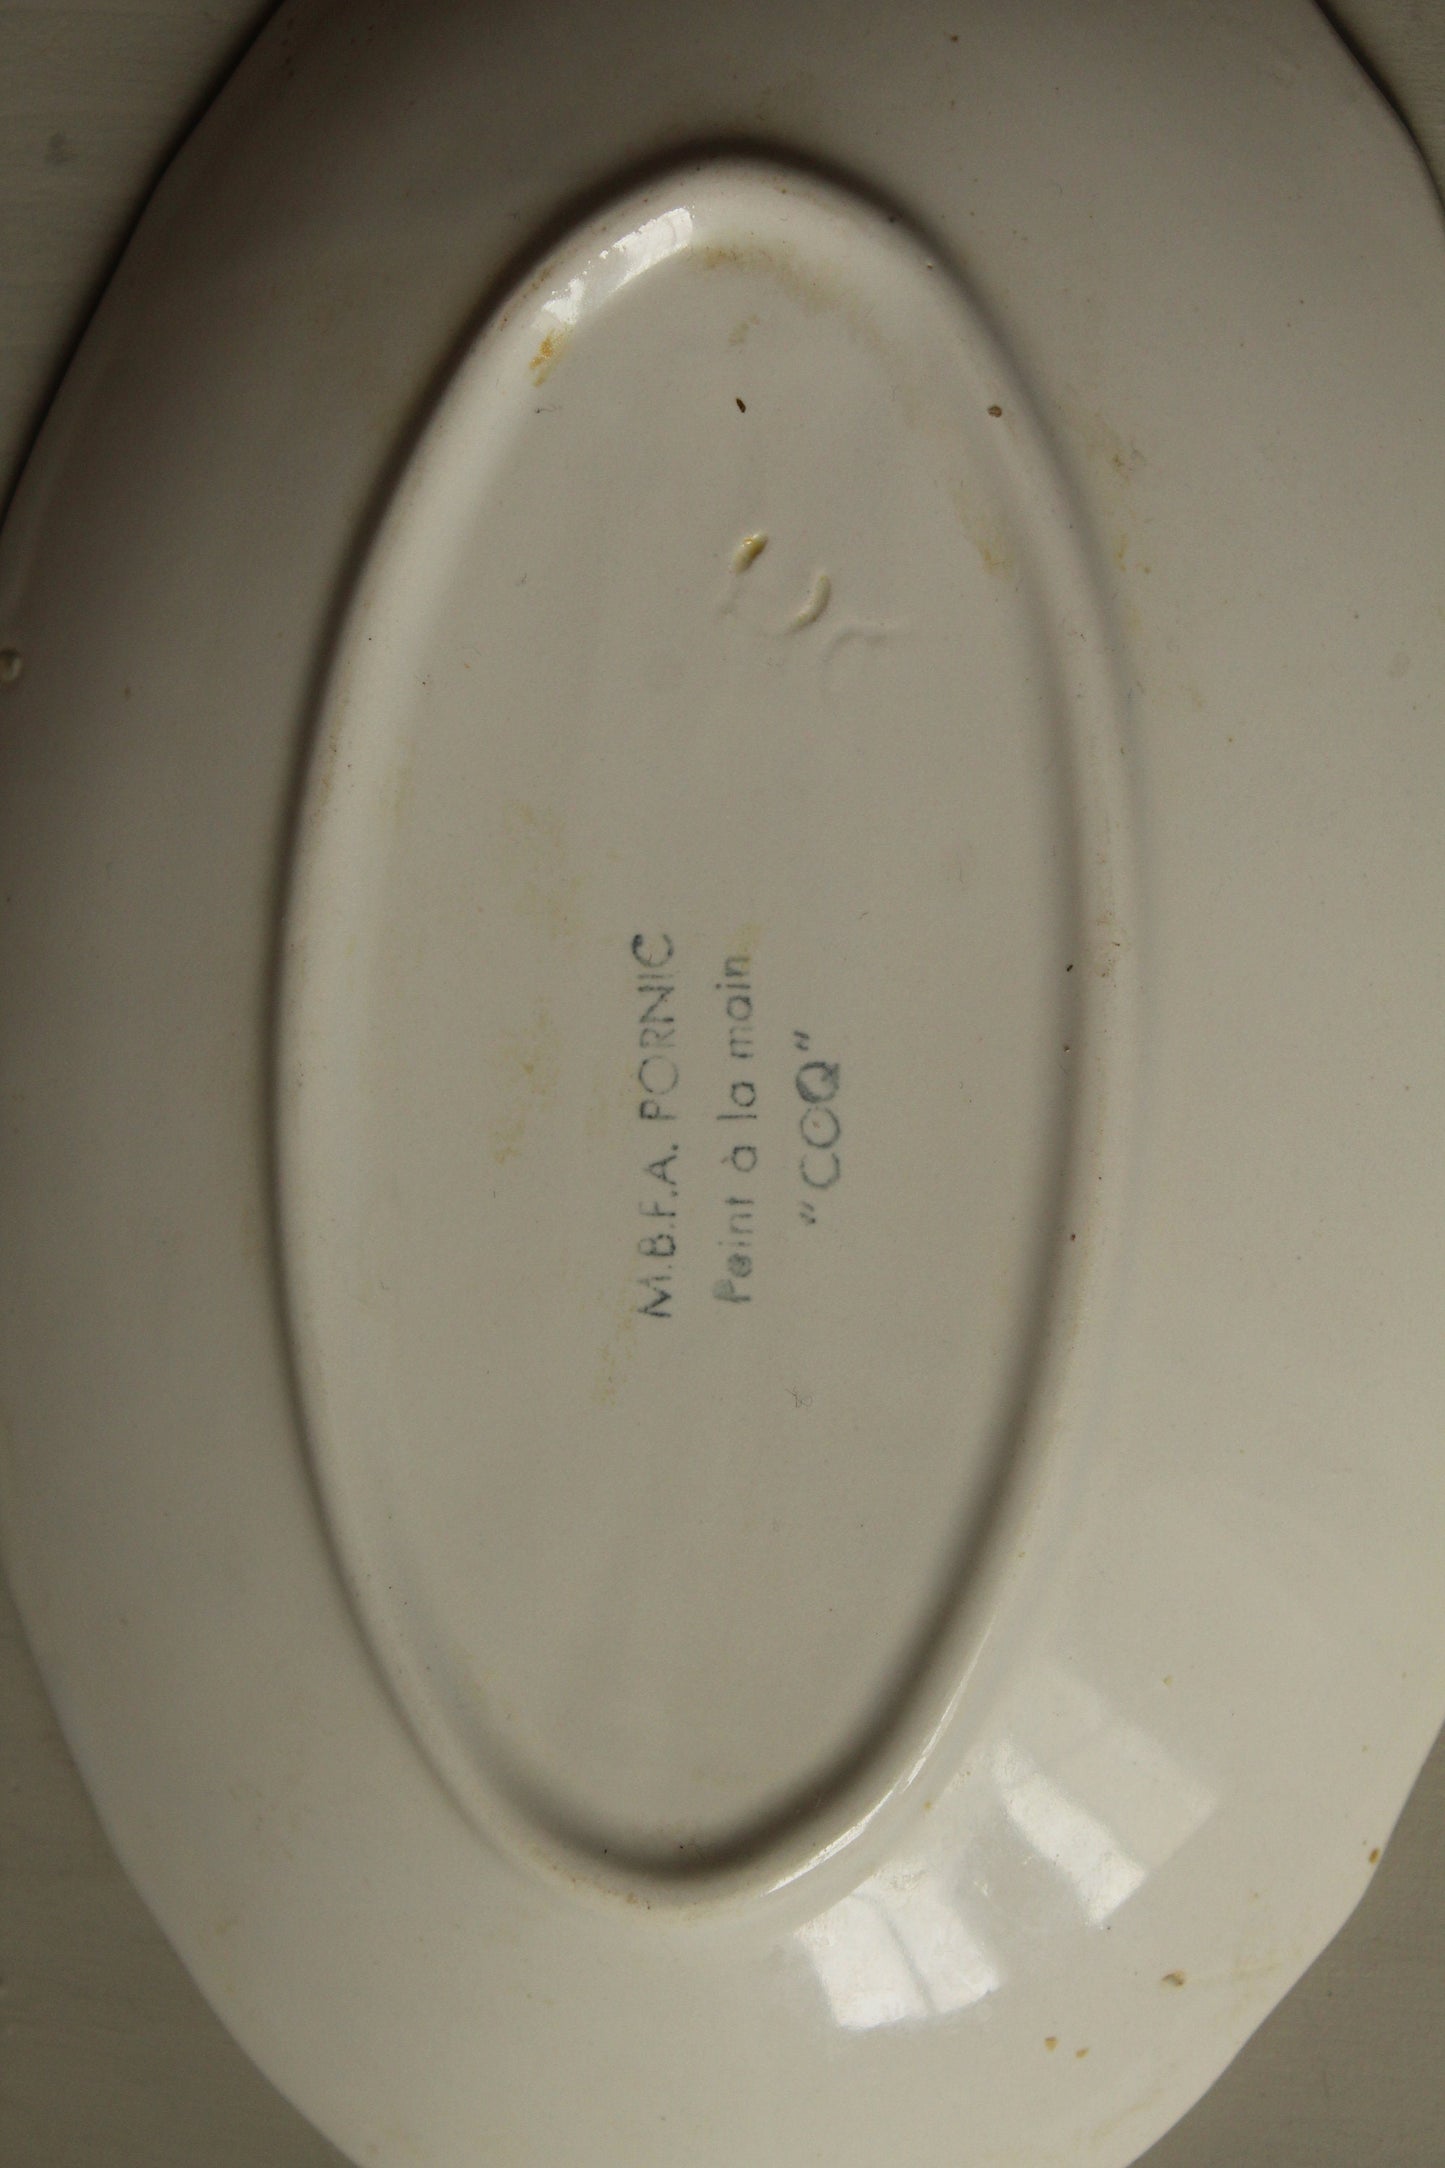 M.B.F.A. PORNIC
Peint à la main
"COQ"